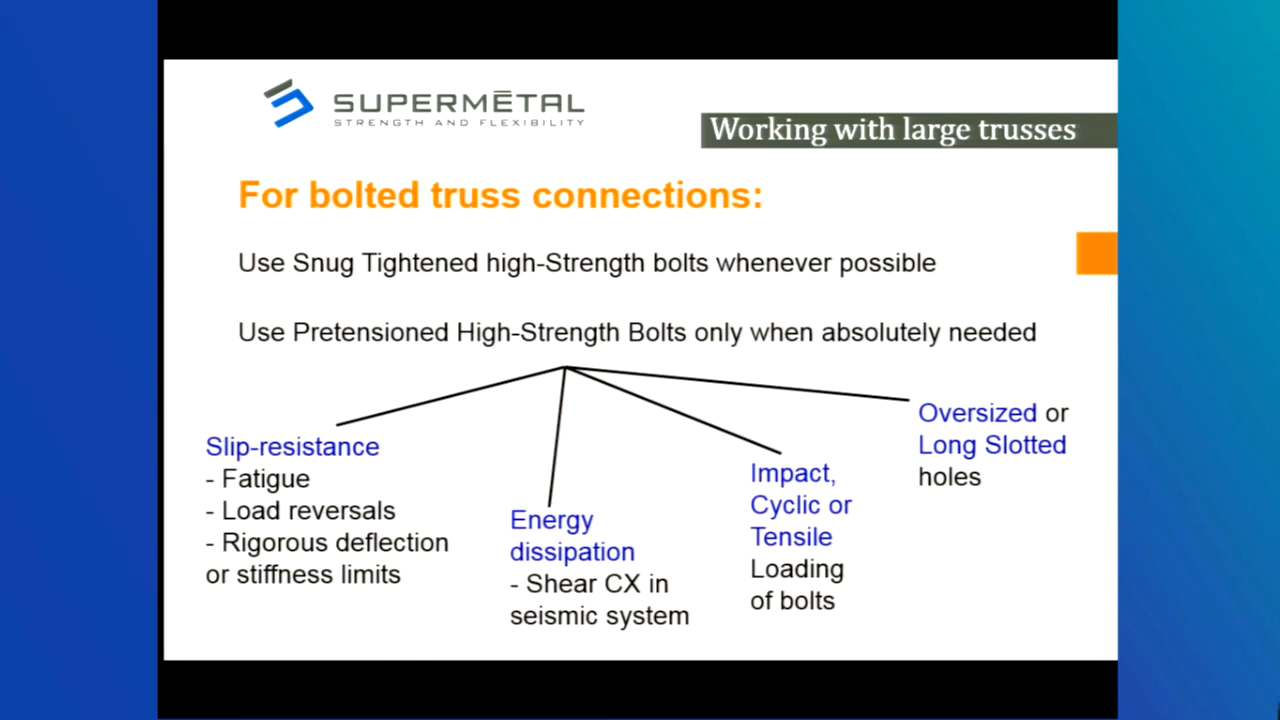 SUPERMĒTAL
STRENGTH AND FLEXIBILITY
Working with large trusses
For bolted truss connections:
Use Snug Tightened high-Strength bolts whenever possible
Use Pretensioned High-Strength Bolts only when absolutely needed
Slip-resistance
- Fatigue
- Load reversals
- Rigorous deflection
or stiffness limits
Energy
dissipation
- Shear CX in
seismic system
Impact,
Cyclic or
Tensile
Loading
of bolts
Oversized or
Long Slotted
holes